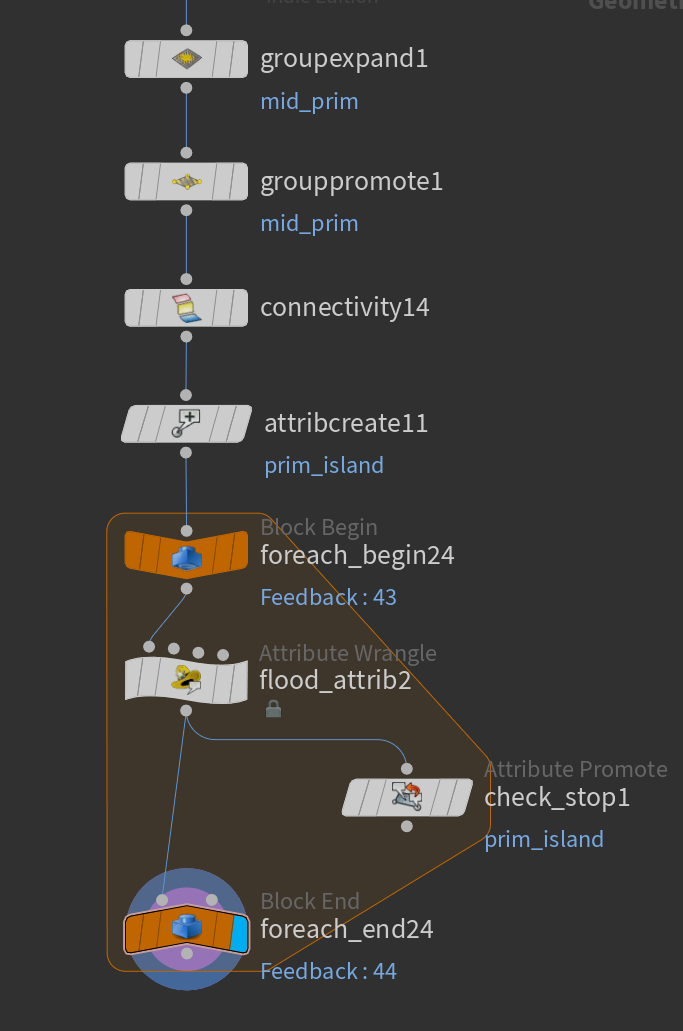 Indie Edition
Geomet
groupexpand1
mid_prim
grouppromote1
mid_prim
connectivity14
attribcreate11
prim_island
Block Begin
foreach_begin24
Feedback : 43
Attribute Wrangle
flood_attrib2
Attribute Promote
check_stop1
prim_island
Block End
foreach_end24
Feedback : 44